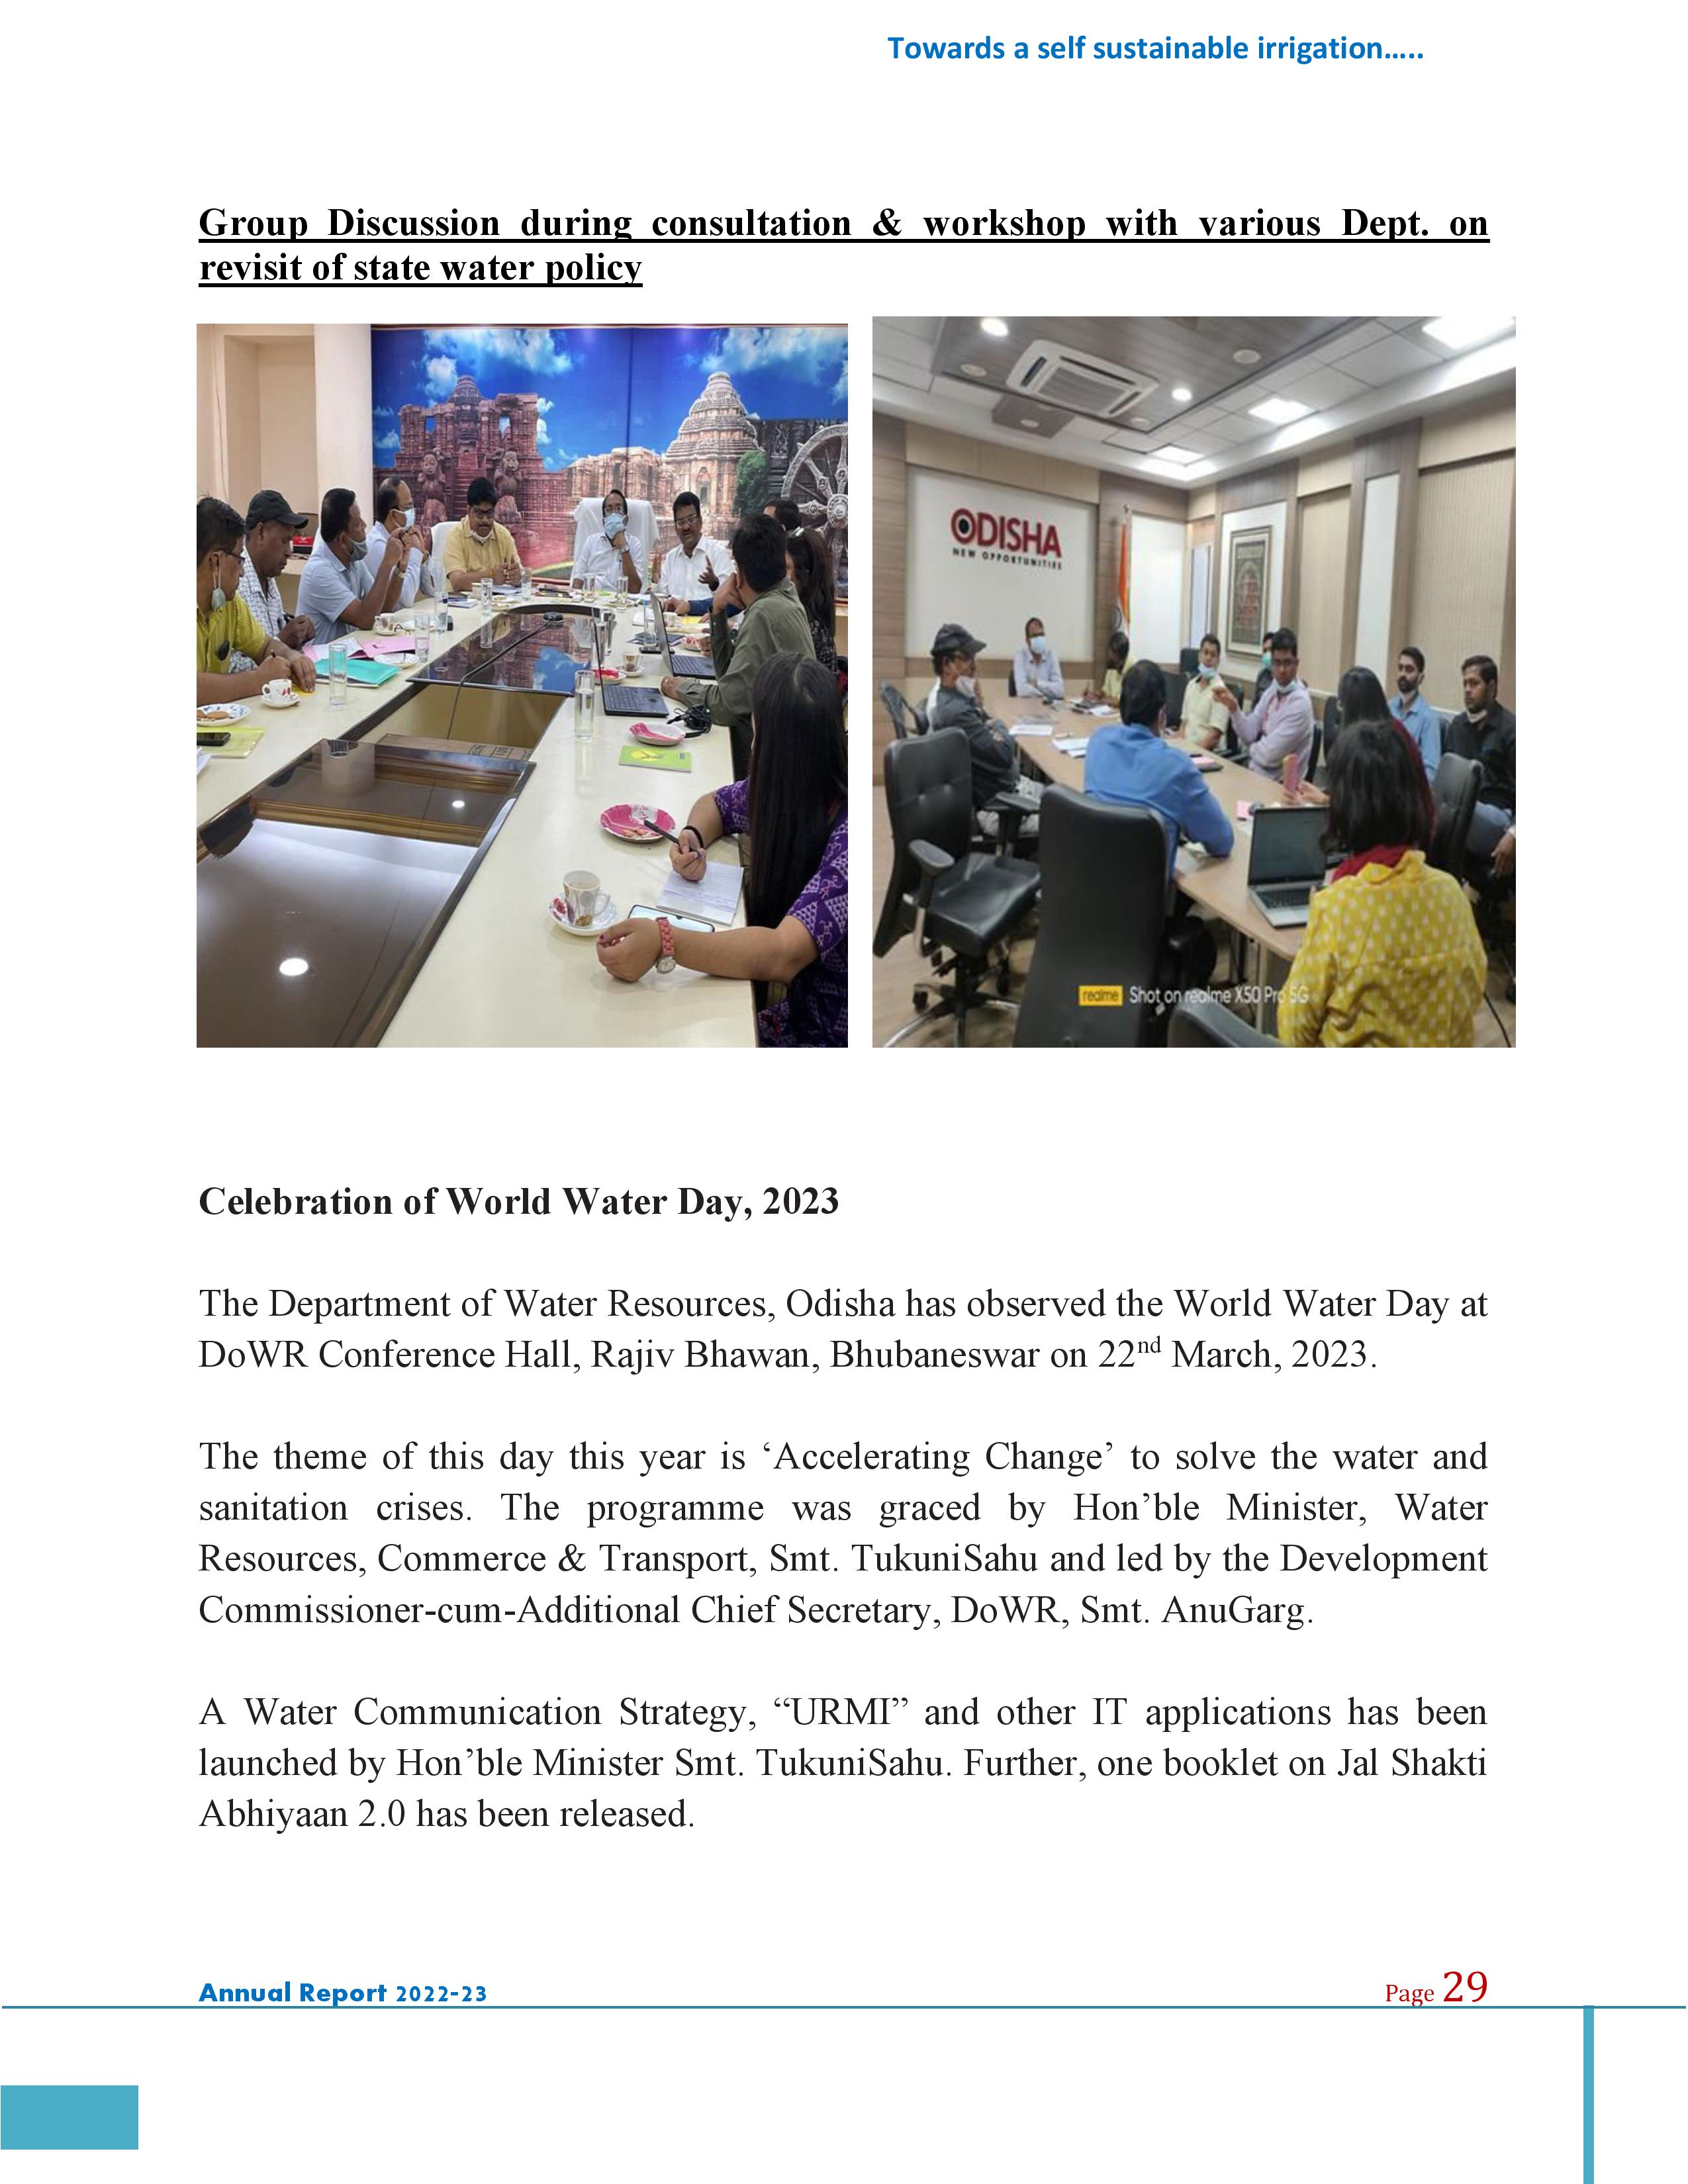 Towards a self sustainable irrigation.....
Group Discussion during consultation & workshop with various Dept. on
revisit of state water policy
ODISHA
NEW OPPORTUNITIES
realme Shot on realme X50 Pro 5G
Celebration of World Water Day, 2023
The Department of Water Resources, Odisha has observed the World Water Day at
DoWR Conference Hall, Rajiv Bhawan, Bhubaneswar on 22nd March, 2023.
The theme of this day this year is ‘Accelerating Change’ to solve the water and
sanitation crises. The programme was graced by Hon’ble Minister, Water
Resources, Commerce & Transport, Smt. TukuniSahu and led by the Development
Commissioner-cum-Additional Chief Secretary, DoWR, Smt. AnuGarg.
A Water Communication Strategy, “URMI” and other IT applications has been
launched by Hon’ble Minister Smt. TukuniSahu. Further, one booklet on Jal Shakti
Abhiyaan 2.0 has been released.
Annual Report 2022-23 Page 29